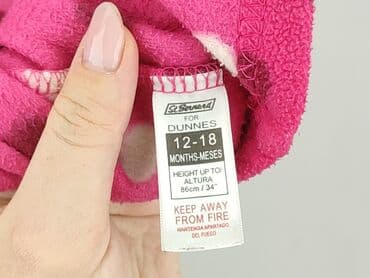 St. Bernard
FOR
DUNNES
12-18
MONTHS-MESES
HEIGHT UP TO:
ALTURA
86cm / 34"
KEEP AWAY
FROM FIRE
MANTENGA APARTADO
DEL FUEGO